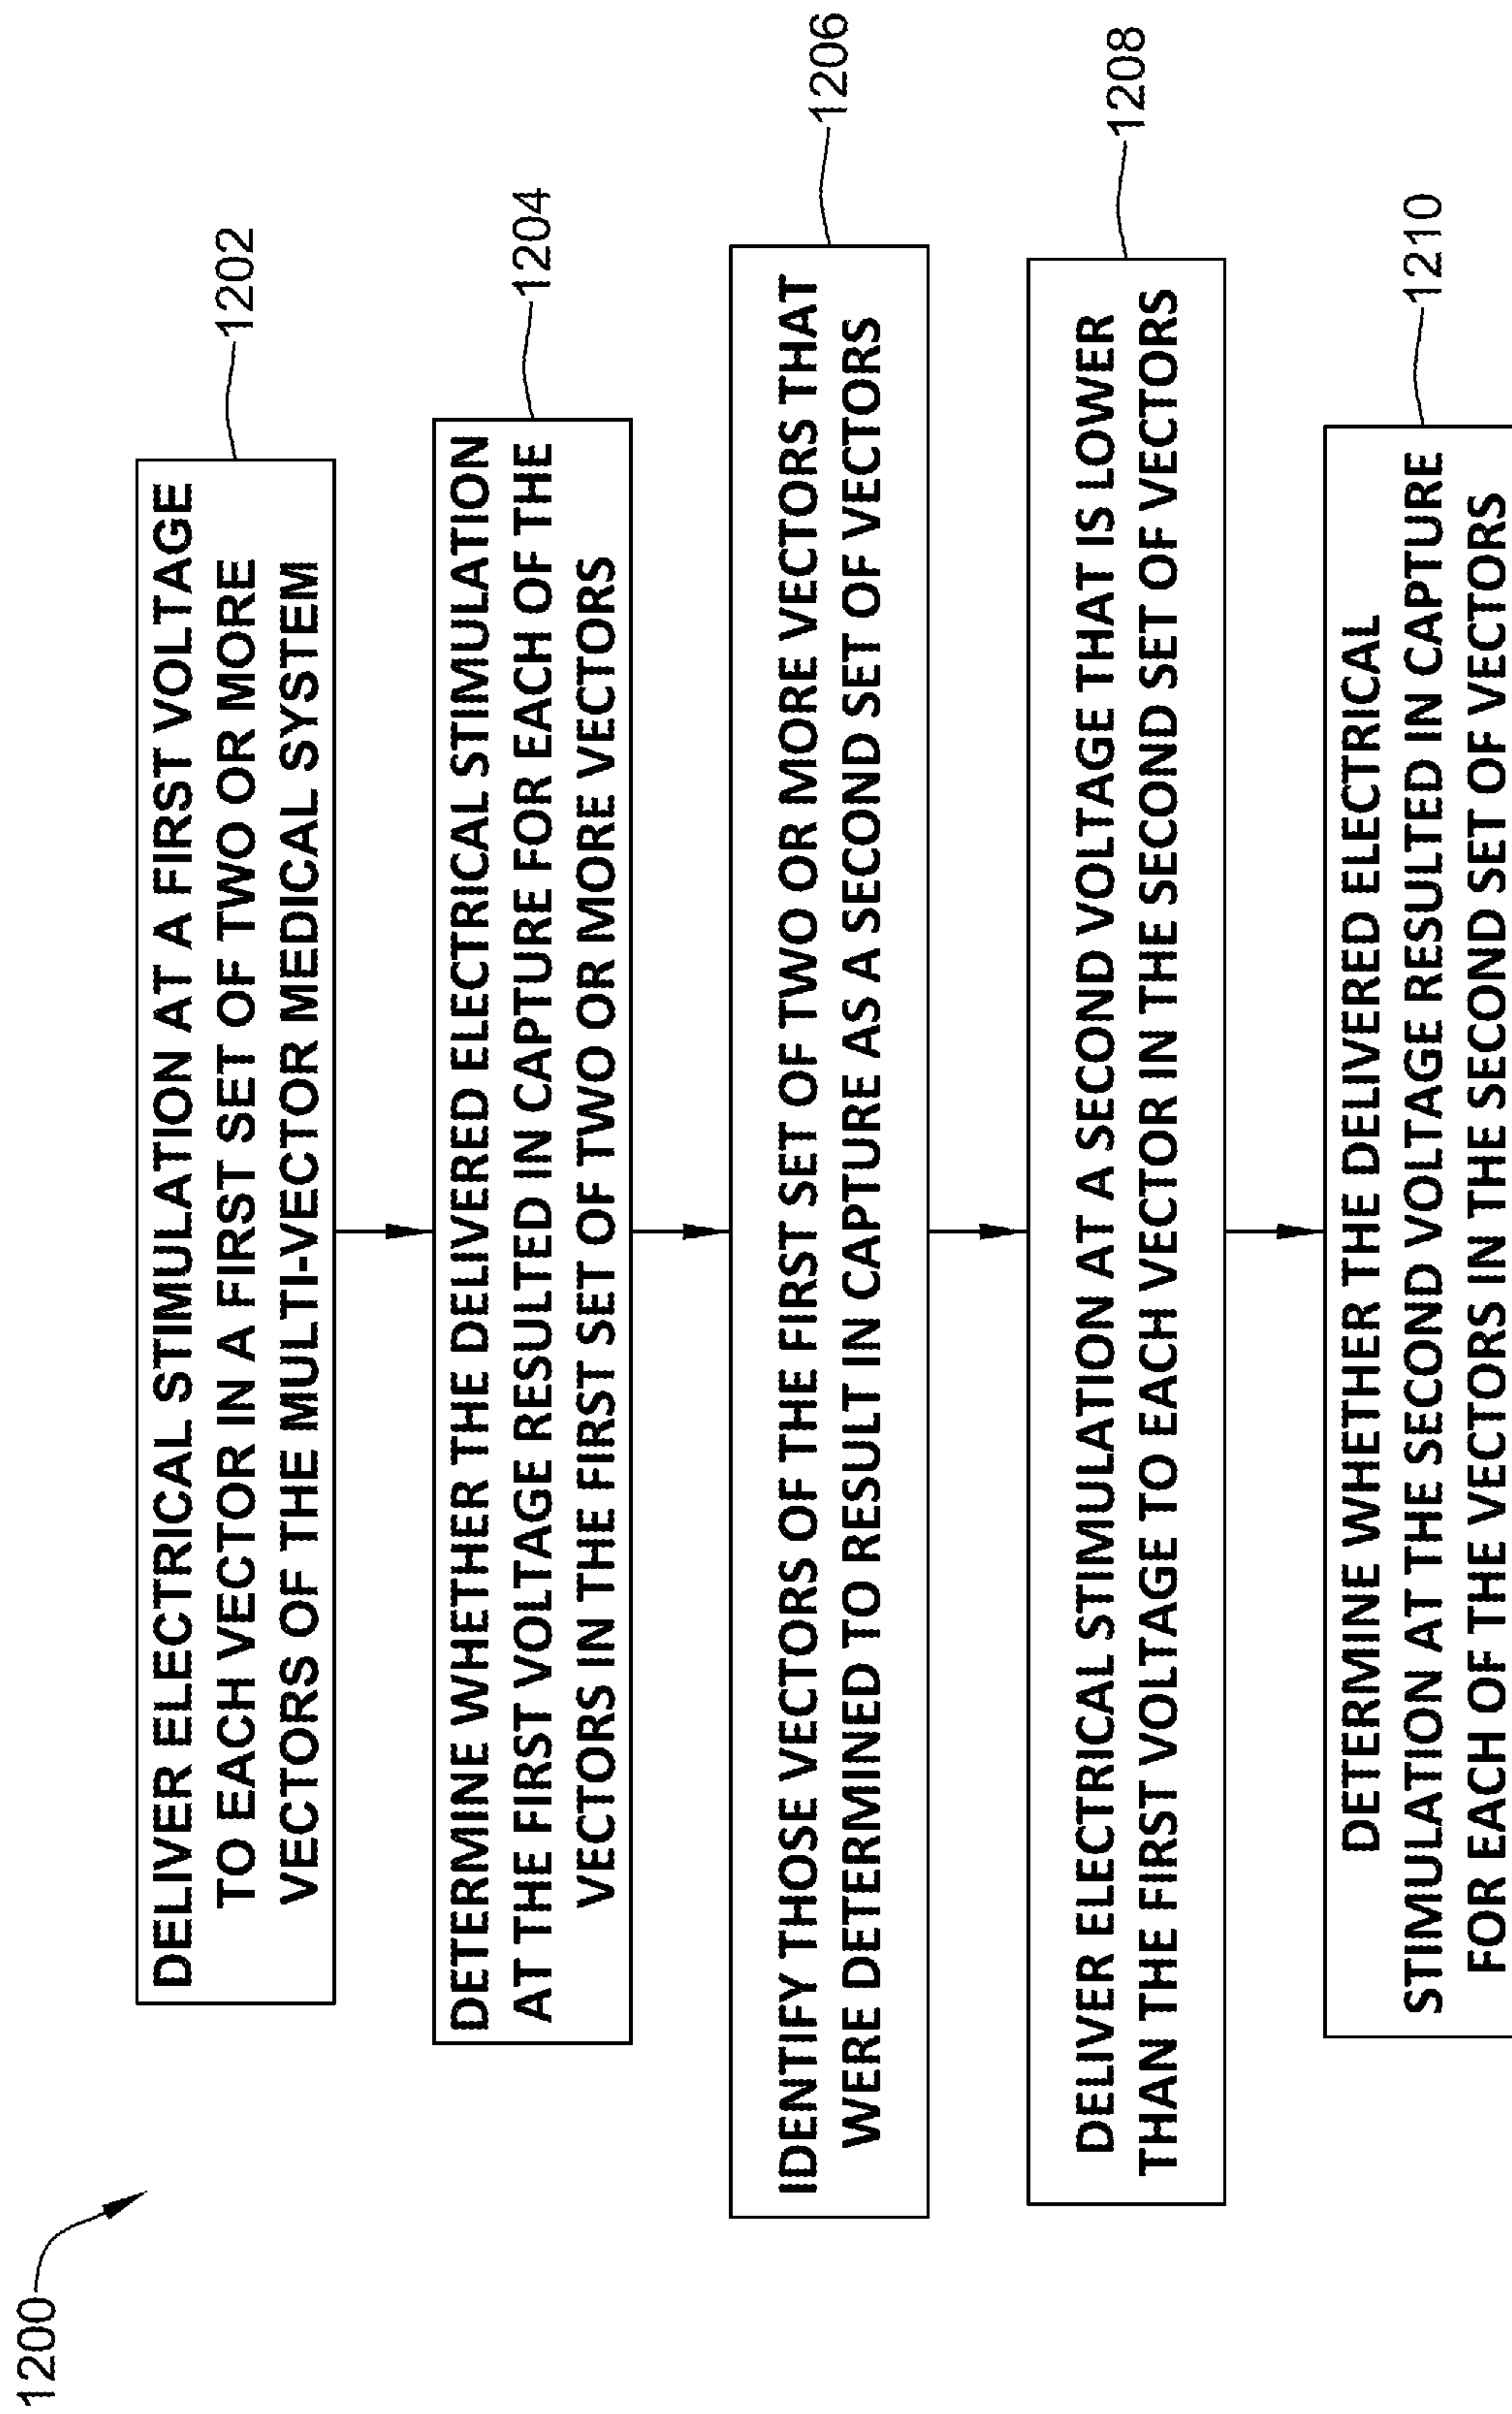 1200
DELIVER ELECTRICAL STIMULATION AT A FIRST VOLTAGE
TO EACH VECTOR IN A FIRST SET OF TWO OR MORE
VECTORS OF THE MULTI-VECTOR MEDICAL SYSTEM
1202
DETERMINE WHETHER THE DELIVERED ELECTRICAL STIMULATION
AT THE FIRST VOLTAGE RESULTED IN CAPTURE FOR EACH OF THE
VECTORS IN THE FIRST SET OF TWO OR MORE VECTORS
1204
IDENTIFY THOSE VECTORS OF THE FIRST SET OF TWO OR MORE VECTORS THAT
WERE DETERMINED TO RESULT IN CAPTURE AS A SECOND SET OF VECTORS
1206
DELIVER ELECTRICAL STIMULATION AT A SECOND VOLTAGE THAT IS LOWER
THAN THE FIRST VOLTAGE TO EACH VECTOR IN THE SECOND SET OF VECTORS
1208
DETERMINE WHETHER THE DELIVERED ELECTRICAL
STIMULATION AT THE SECOND VOLTAGE RESULTED IN CAPTURE
FOR EACH OF THE VECTORS IN THE SECOND SET OF VECTORS
1210